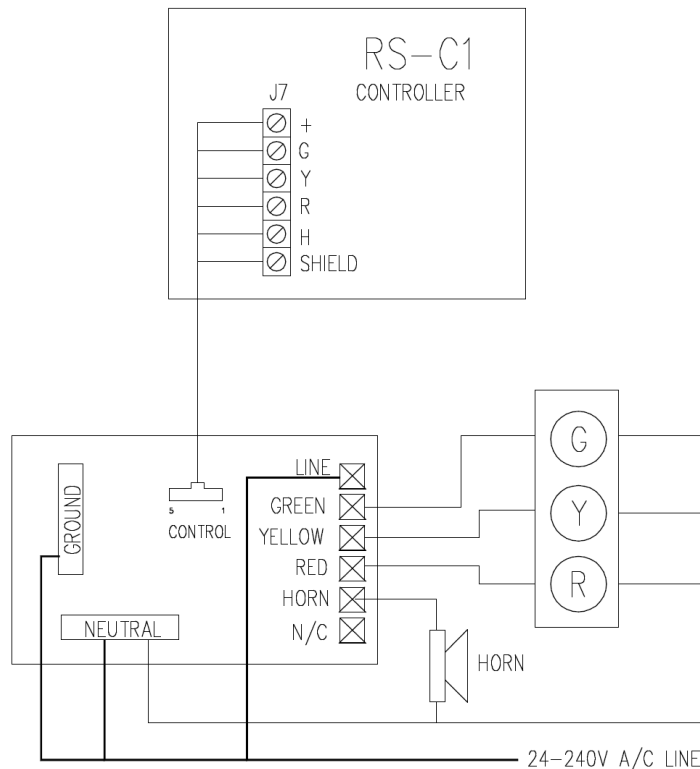 RS-C1
CONTROLLER
J7
+
G
Y
R
H
SHIELD
LINE
GREEN
YELLOW
RED
HORN
N/C
GROUND
5 1
CONTROL
NEUTRAL
G
Y
R
HORN
24-240V A/C LINE